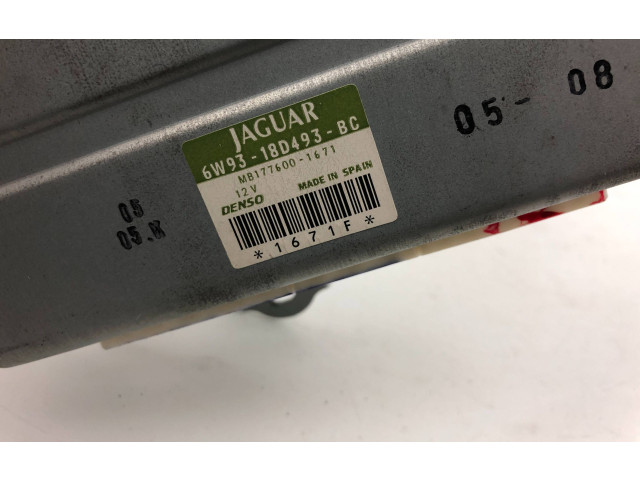 JAGUAR
6W93-18D493-BC
MB177600-1671
12V
DENSO MADE IN SPAIN
*1671F*
05-08
05
05.K